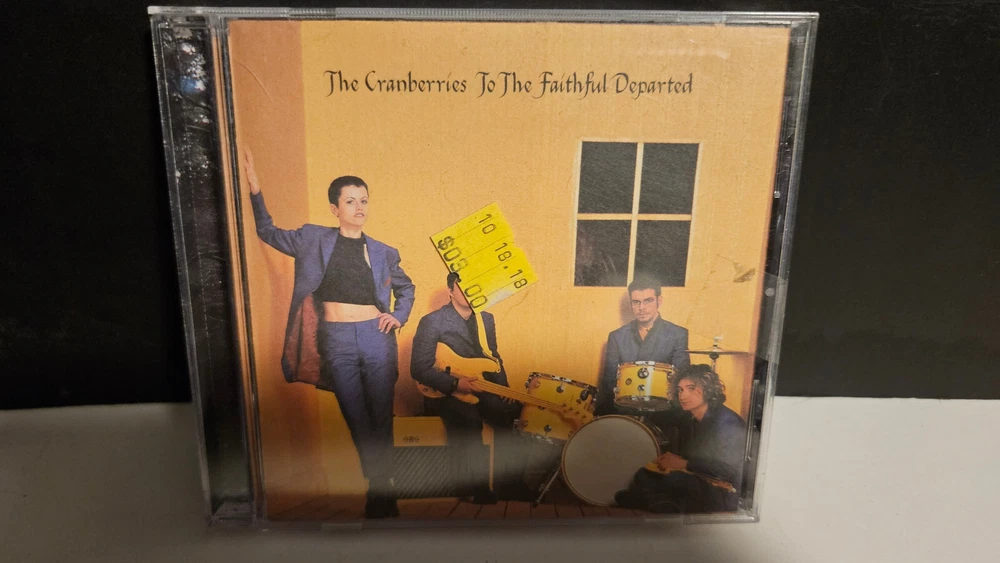 The Cranberries To The Faithful Departed
10 18.18
$03.00